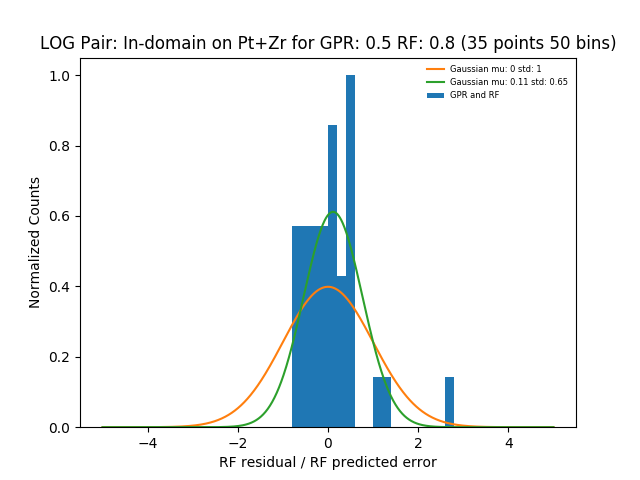 LOG Pair: In-domain on Pt+Zr for GPR: 0.5 RF: 0.8 (35 points 50 bins)
Gaussian mu: 0 std: 1
Gaussian mu: 0.11 std: 0.65
GPR and RF
1.0
0.8
0.6
0.4
0.2
0.0
Normalized Counts
−4
−2
0
2
4
RF residual / RF predicted error